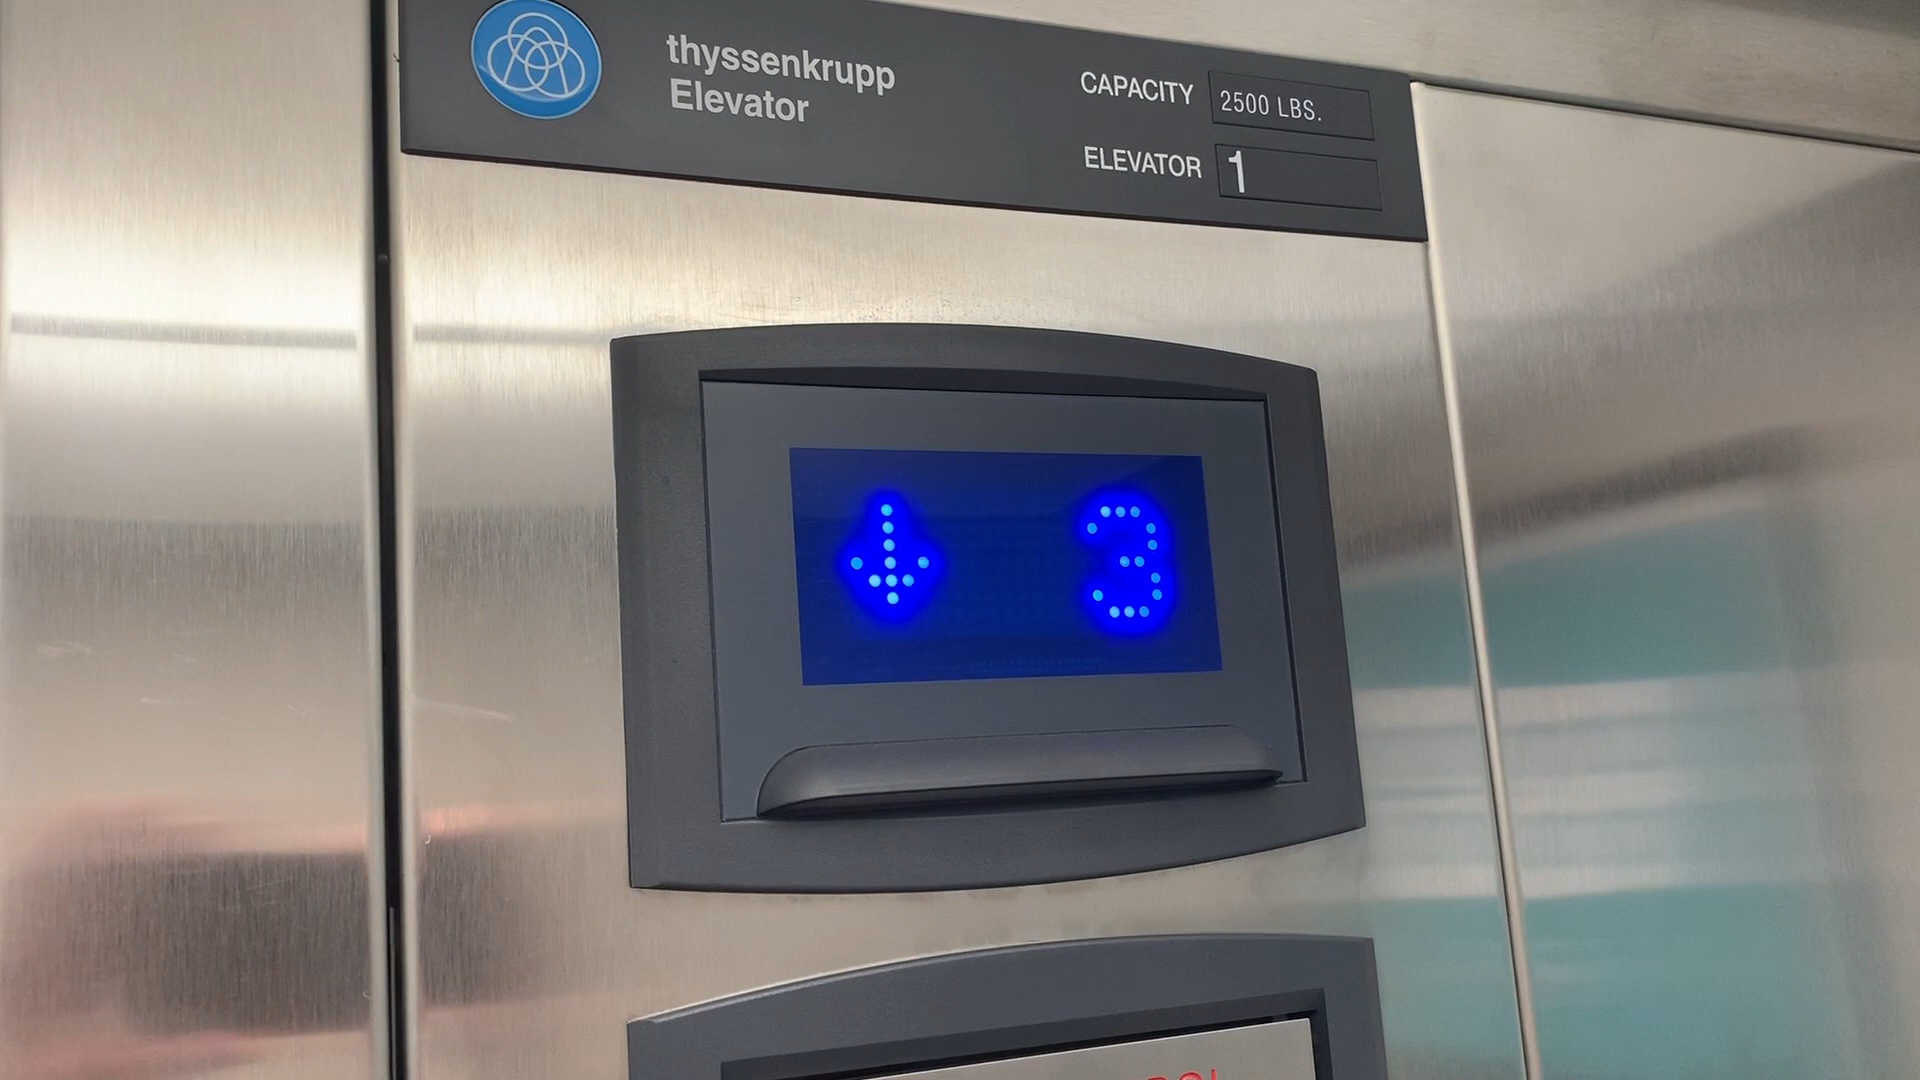 thyssenkrupp
Elevator
CAPACITY 2500 LBS.
ELEVATOR 1
↓ 3